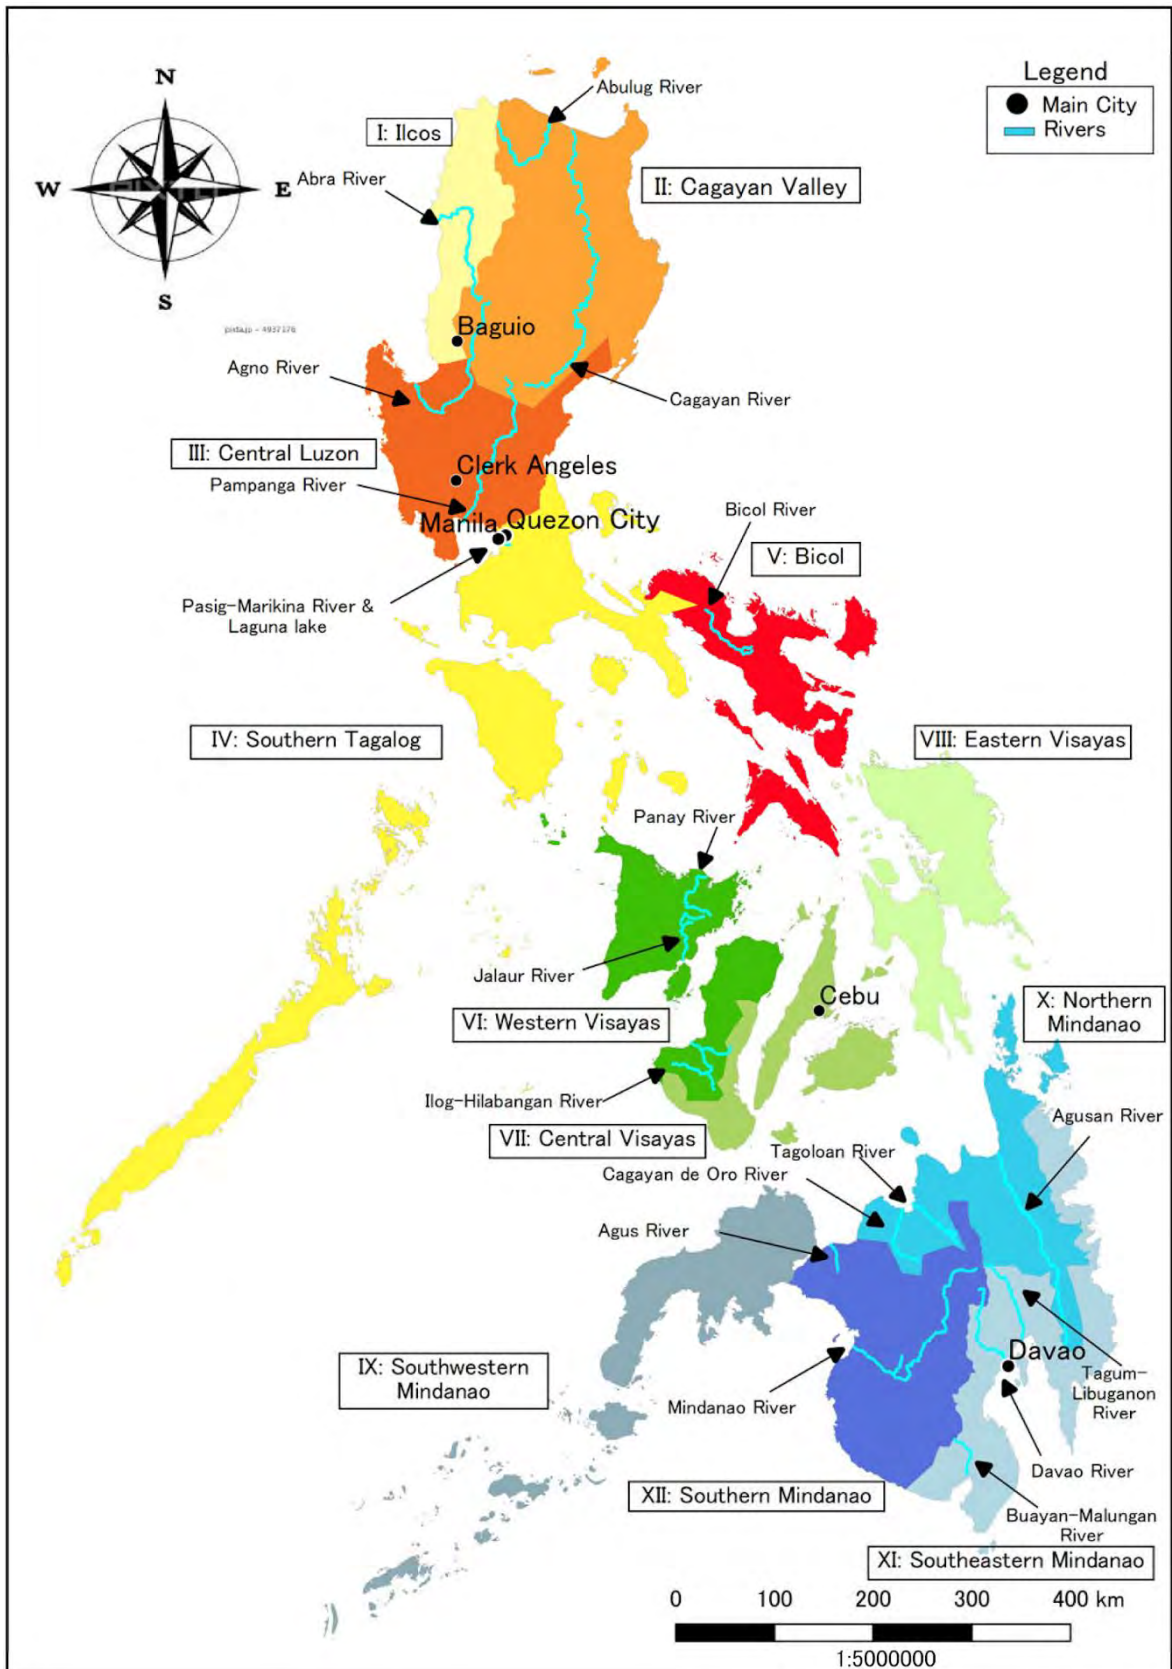 N
W
E
S
PIXTA
pixta.jp - 4937176
Legend
Main City
Rivers
Abulug River
I: Ilcos
Abra River
II: Cagayan Valley
Baguio
Agno River
Cagayan River
III: Central Luzon
Clerk Angeles
Pampanga River
Manila
Quezon City
Bicol River
V: Bicol
Pasig-Marikina River &
Laguna lake
IV: Southern Tagalog
VIII: Eastern Visayas
Panay River
Jalaur River
Cebu
X: Northern
Mindanao
VI: Western Visayas
Ilog-Hilabangan River
Agusan River
VII: Central Visayas
Tagoloan River
Cagayan de Oro River
Agus River
IX: Southwestern
Mindanao
Davao
Tagum-
Libuganon
River
Mindanao River
Davao River
XII: Southern Mindanao
Buayan-Malungan
River
XI: Southeastern Mindanao
0 100 200 300 400 km
1:5000000